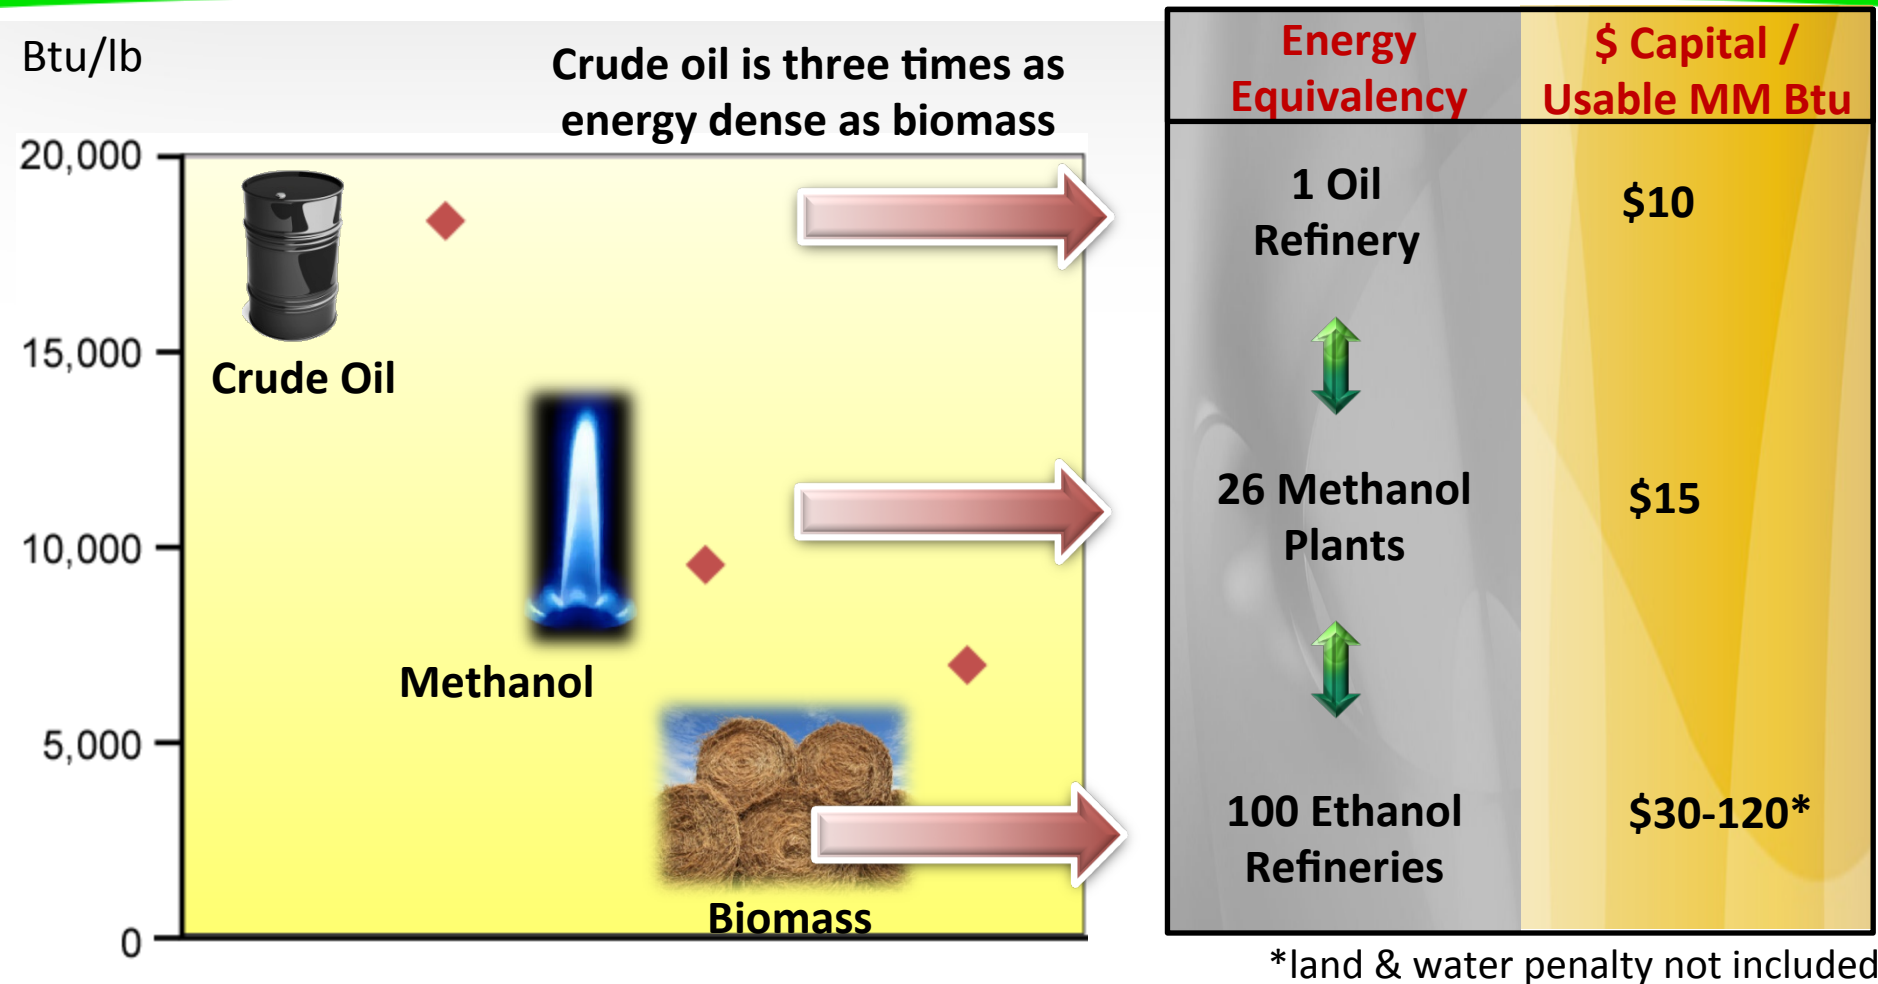 Btu/lb
Crude oil is three times as
energy dense as biomass
20,000
15,000
10,000
5,000
0
Crude Oil
Methanol
Biomass
Energy
Equivalency
$ Capital /
Usable MM Btu
1 Oil
Refinery
$10
26 Methanol
Plants
$15
100 Ethanol
Refineries
$30-120*
*land & water penalty not included